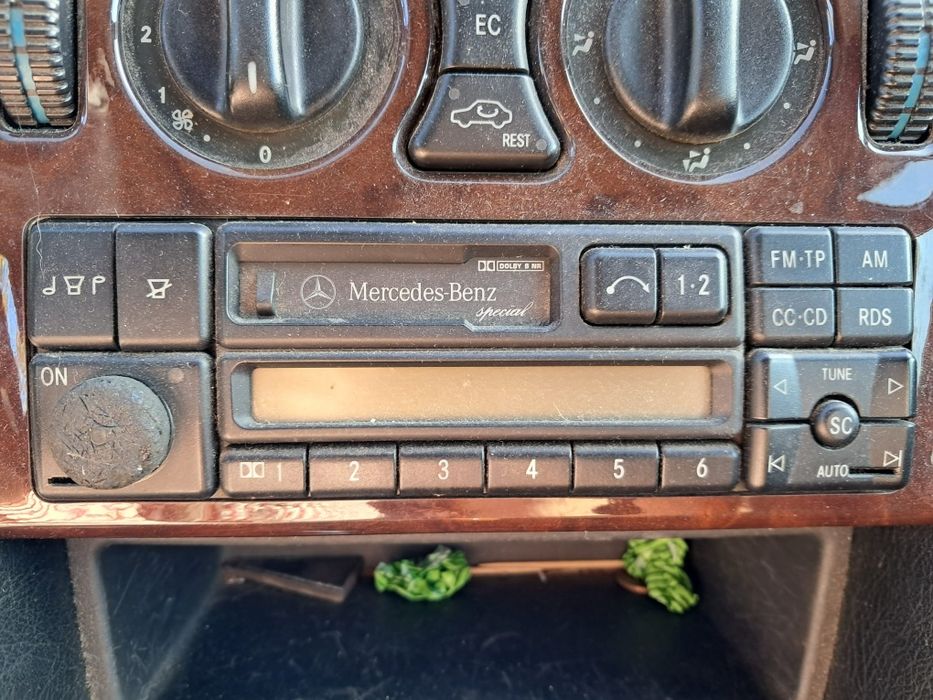 EC
2
1
0
REST
DOLBY B NR
Mercedes-Benz
special
1·2
FM·TP
AM
CC·CD
RDS
ON
TUNE
SC
AUTO
1
2
3
4
5
6